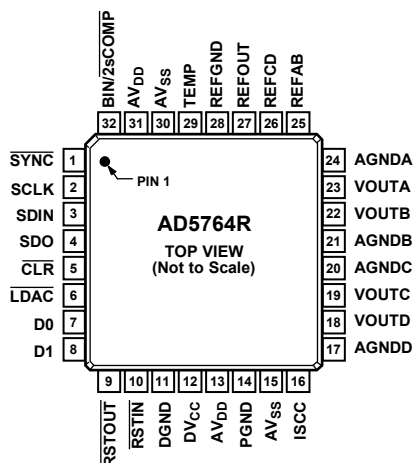 BIN/2sCOMP
AVDD
AVSS
TEMP
REFGND
REFOUT
REFCD
REFAB
32 31 30 29 28 27 26 25
SYNC 1
SCLK 2
SDIN 3
SDO 4
CLR 5
LDAC 6
D0 7
D1 8
PIN 1
AD5764R
TOP VIEW
(Not to Scale)
24 AGNDA
23 VOUTA
22 VOUTB
21 AGNDB
20 AGNDC
19 VOUTC
18 VOUTD
17 AGNDD
9 10 11 12 13 14 15 16
RSTOUT
RSTIN
DGND
DVCC
AVDD
PGND
AVSS
ISCC